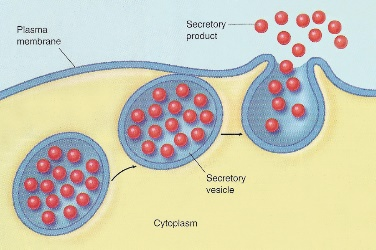 Secretory
product
Plasma
membrane
Secretory
vesicle
Cytoplasm